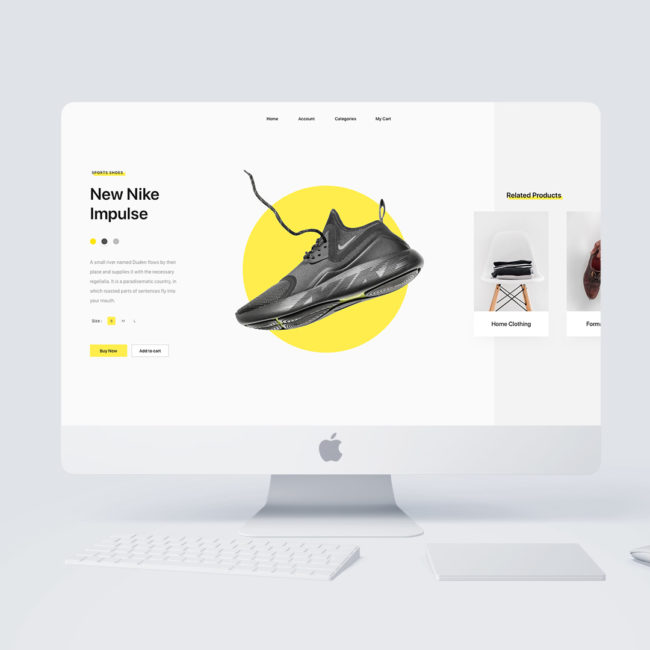 Home Account Categories My Cart
SPORTS SHOES
New Nike
Impulse
A small river named Duden flows by their
place and supplies it with the necessary
regelialia. It is a paradisematic country, in
which roasted parts of sentences fly into
your mouth.
Size : S M L
Buy Now Add to cart
Related Products
Home Clothing
Form